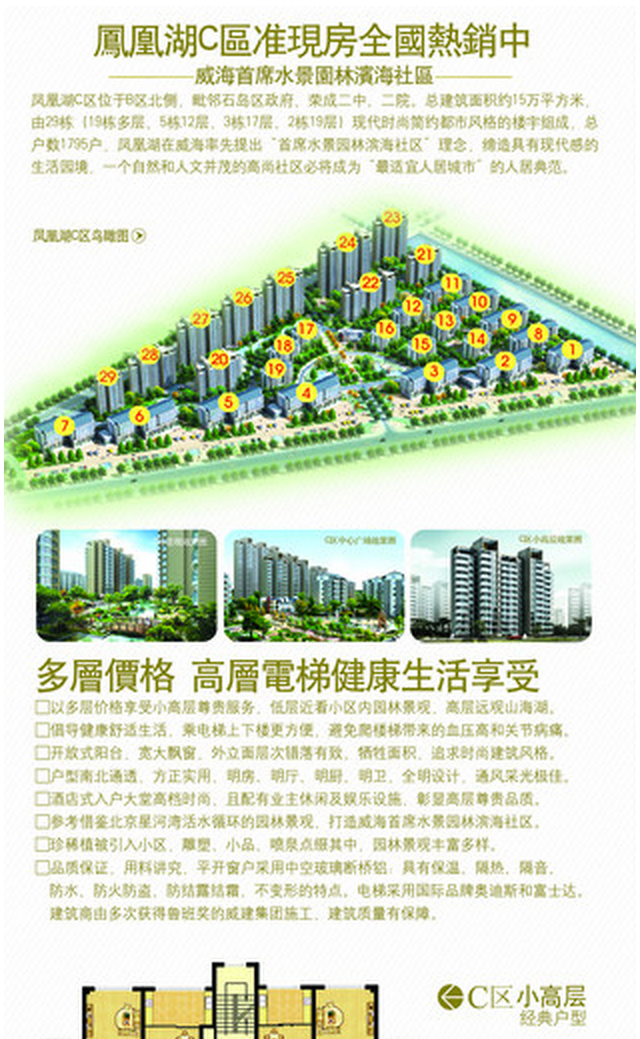 鳳凰湖C區准現房全國熱銷中
威海首席水景園林濱海社區
凤凰湖C区位于B区北侧，毗邻石岛区政府、荣成二中、二院。总建筑面积约15万平方米，
由29栋（19栋多层、5栋12层、3栋17层、2栋19层）现代时尚简约都市风格的楼宇组成，总
户数1795户，凤凰湖在威海率先提出“首席水景园林滨海社区”理念，缔造具有现代感的
生活园境，一个自然和人文并茂的高尚社区必将成为“最适宜人居城市”的人居典范。
凤凰湖C区鸟瞰图
23
24
21
25
22
11
26
10
12
9
27
13
17
16
8
18
14
28
15
1
20
2
29
19
3
4
5
6
7
C区中心广场效果图
C区小高层效果图
多層價格 高層電梯健康生活享受
□以多层价格享受小高层尊贵服务，低层近看小区内园林景观，高层远观山海湖。
□倡导健康舒适生活，乘电梯上下楼更方便，避免爬楼梯带来的血压高和关节病痛。
□开放式阳台、宽大飘窗，外立面层次错落有致，牺牲面积，追求时尚建筑风格。
□户型南北通透、方正实用、明房、明厅、明厨、明卫、全明设计，通风采光极佳。
□酒店式入户大堂高档时尚，且配有业主休闲及娱乐设施，彰显高层尊贵品质。
□参考借鉴北京星河湾活水循环的园林景观，打造威海首席水景园林滨海社区。
□珍稀植被引入小区，雕塑、小品、喷泉点缀其中，园林景观丰富多样。
□品质保证，用料讲究，平开窗户采用中空玻璃断桥铝：具有保温、隔热、隔音、
防水、防火防盗、防结露结霜、不变形的特点。电梯采用国际品牌奥迪斯和富士达。
建筑商由多次获得鲁班奖的威建集团施工，建筑质量有保障。
C区小高层
经典户型